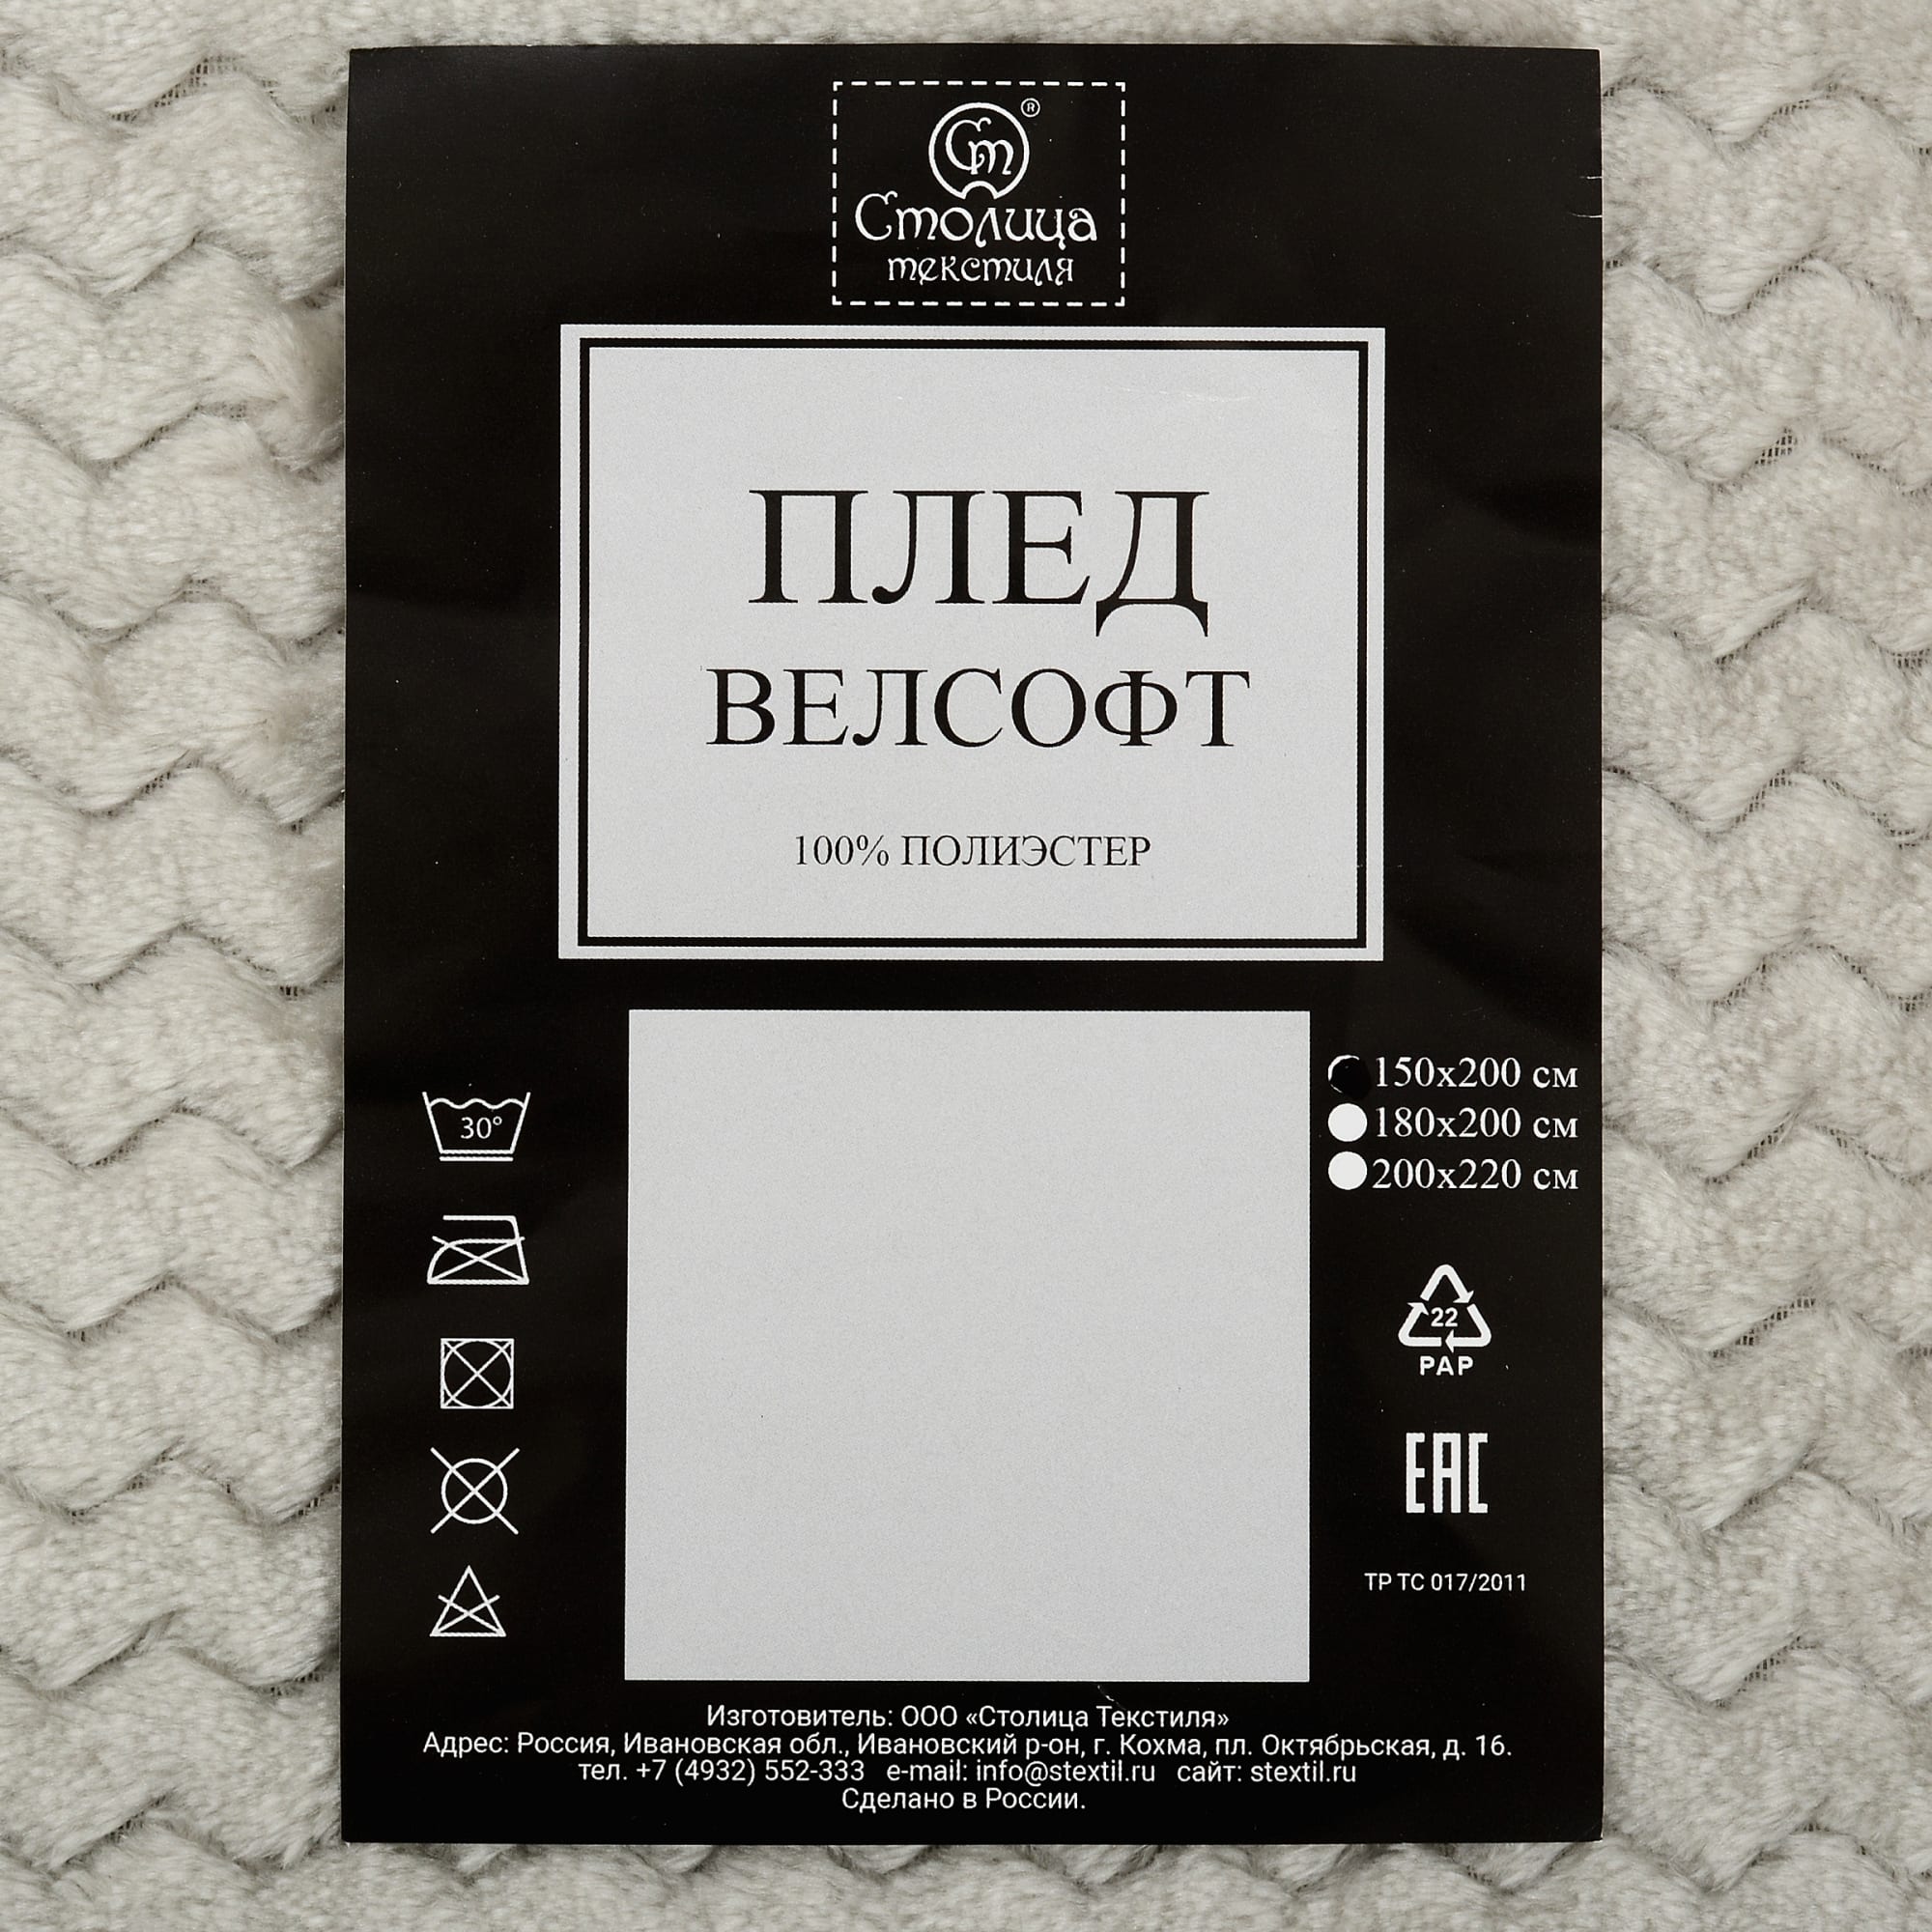 Ст ®
Столица
текстиля
ПЛЕД
ВЕЛСОФТ
100% ПОЛИЭСТЕР
150х200 см
180х200 см
200х220 см
30°
22
PAP
EAC
ТР ТС 017/2011
Изготовитель: ООО «Столица Текстиля»
Адрес: Россия, Ивановская обл., Ивановский р-он, г. Кохма, пл. Октябрьская, д. 16.
тел. +7 (4932) 552-333 e-mail: info@stextil.ru сайт: stextil.ru
Сделано в России.